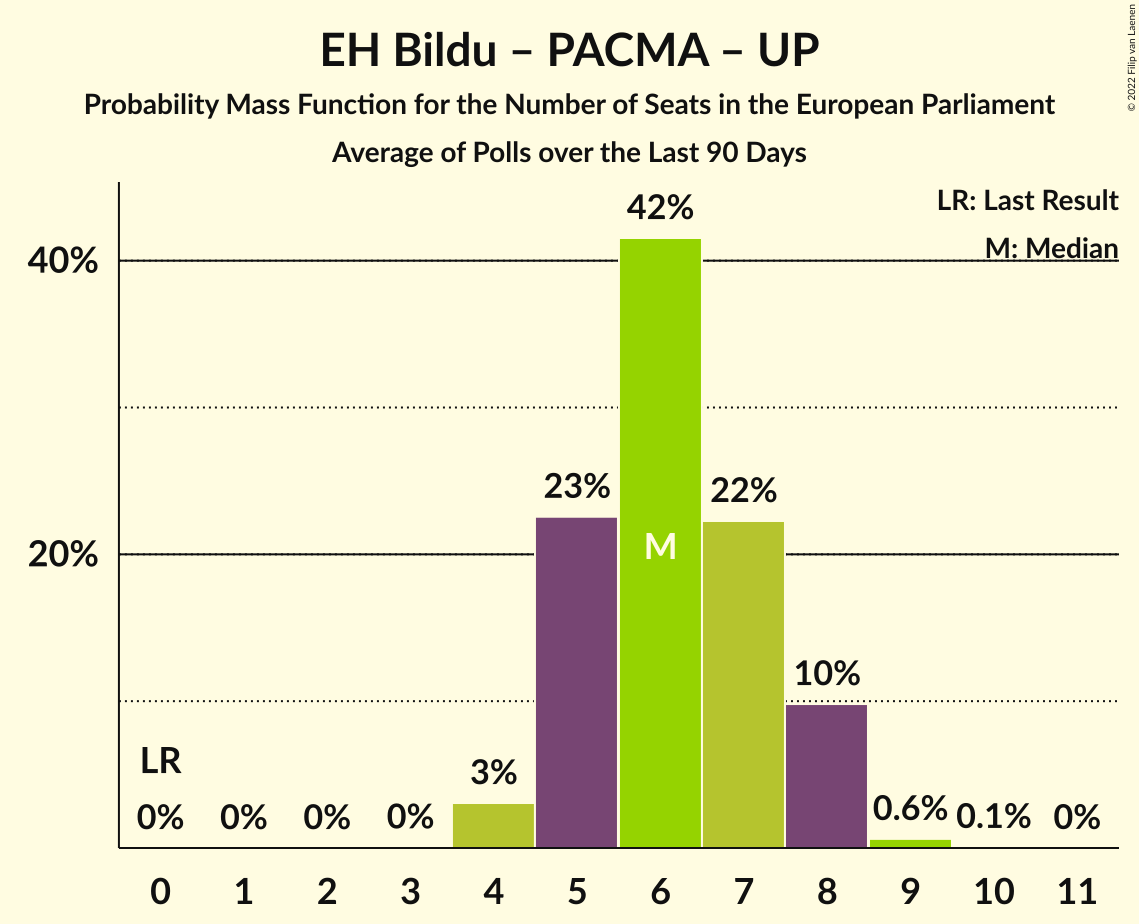 EH Bildu – PACMA – UP
Probability Mass Function for the Number of Seats in the European Parliament
Average of Polls over the Last 90 Days
© 2022 Filip van Laenen
LR: Last Result
M: Median
42%
40%
23%
22%
M
20%
10%
LR
3%
0%
0%
0%
0%
0.6%
0.1%
0%
0 1 2 3 4 5 6 7 8 9 10 11